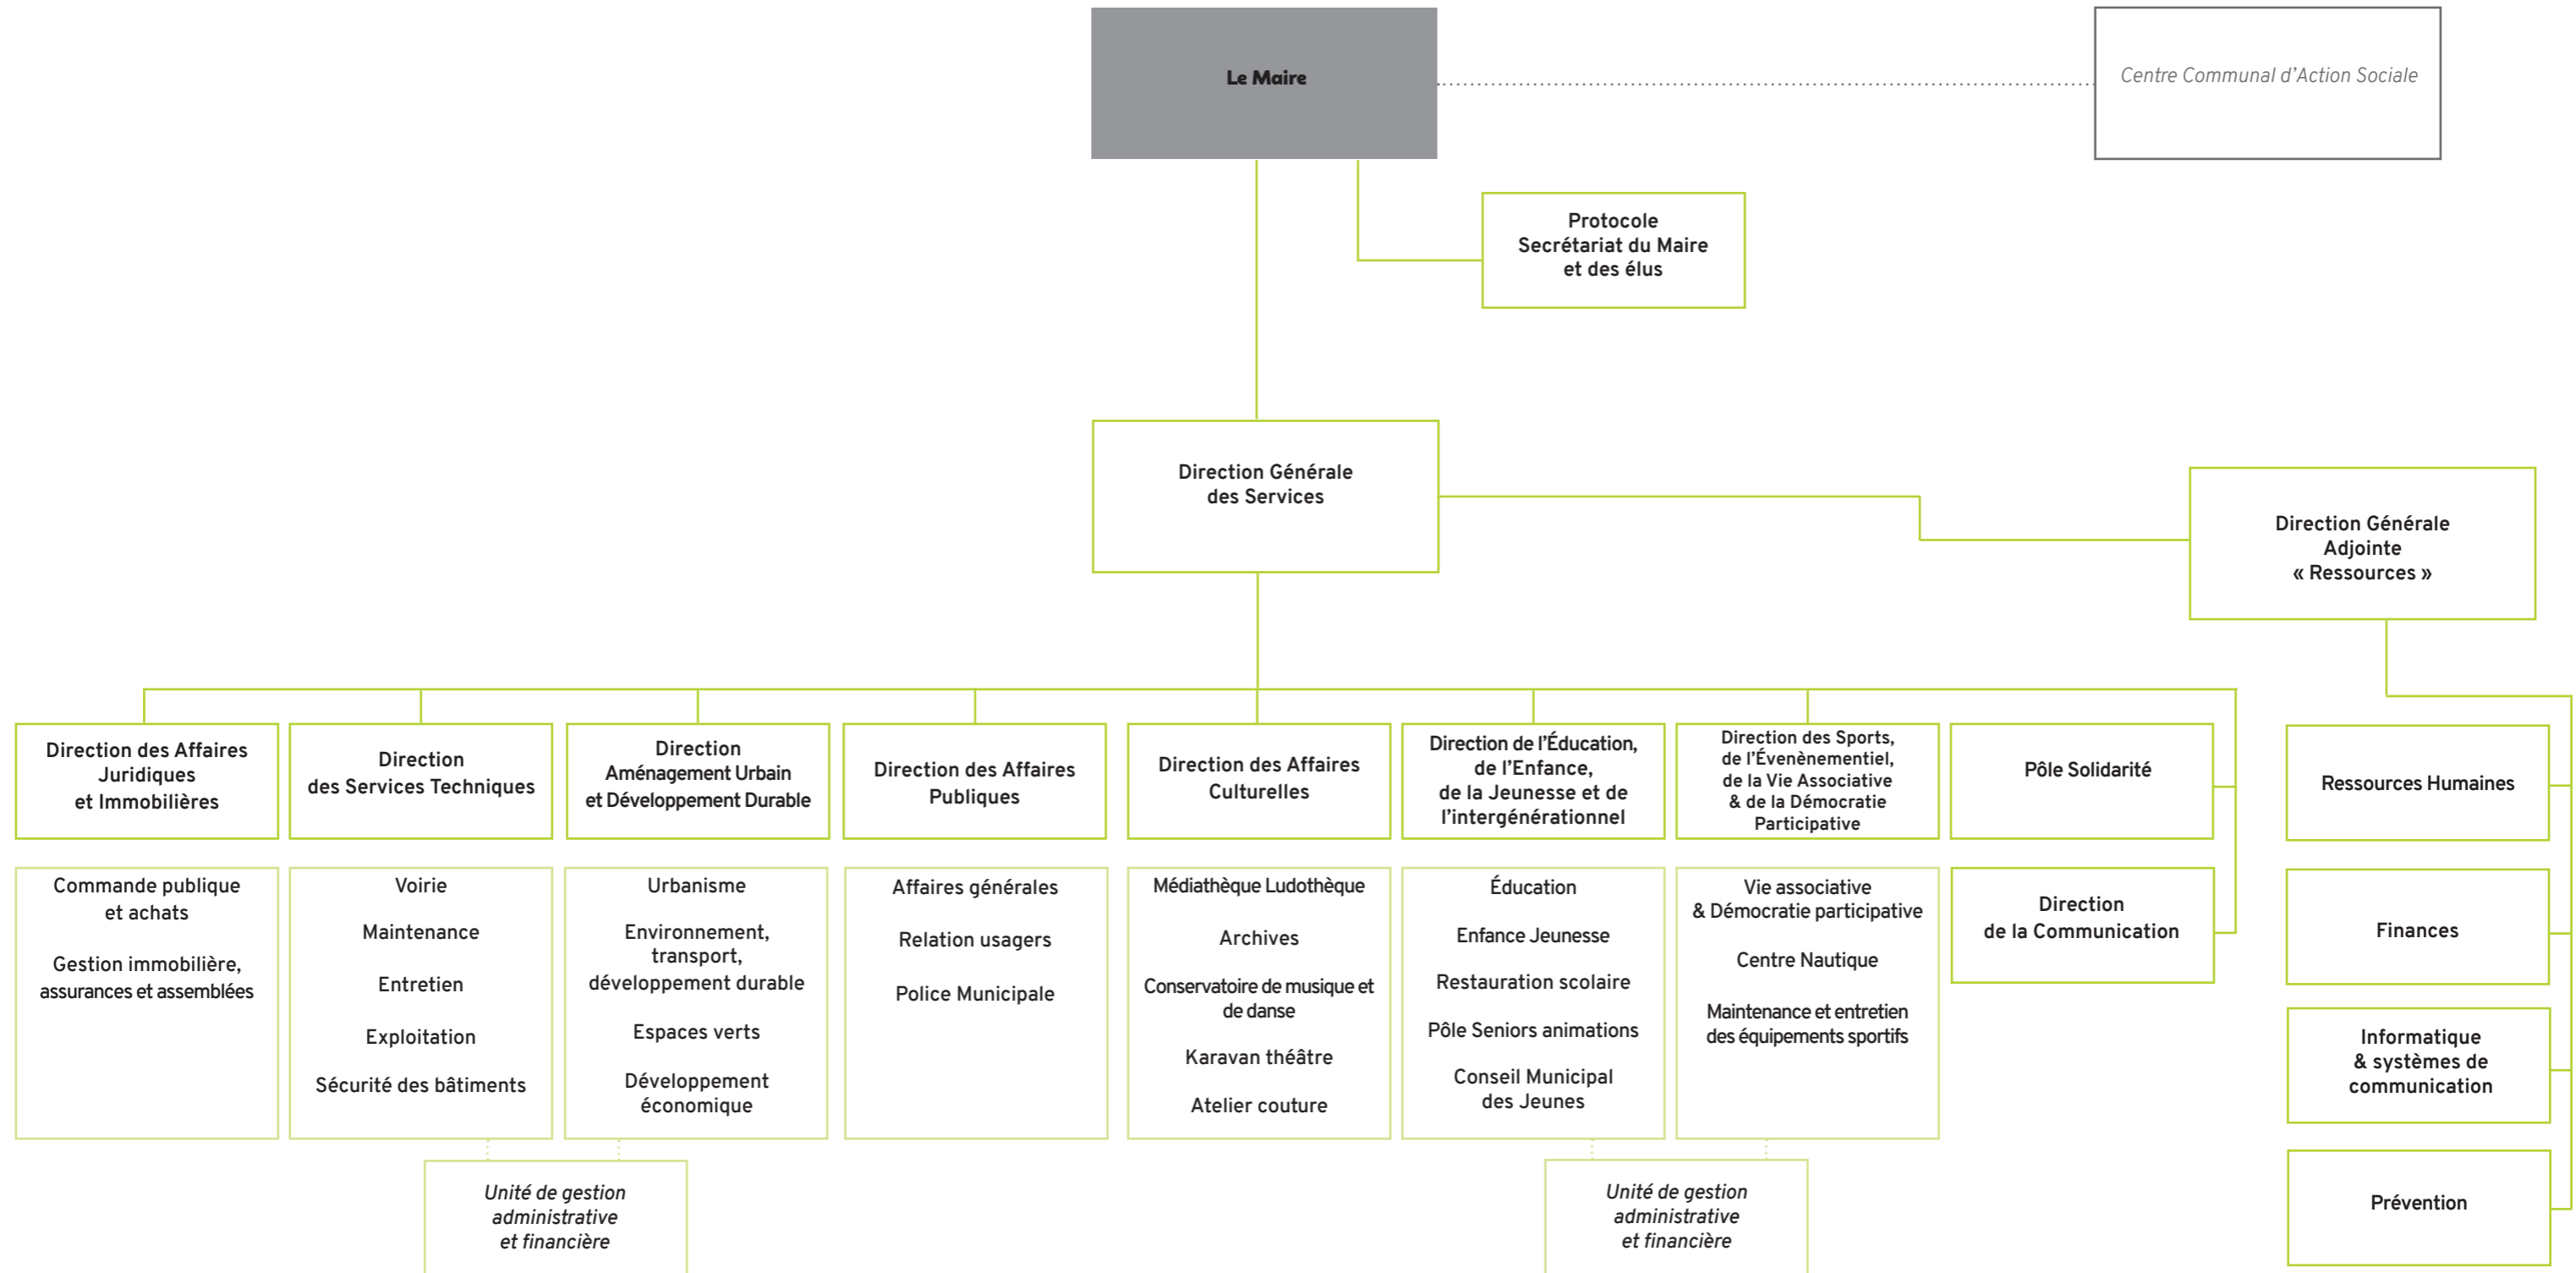 Le Maire
Centre Communal d'Action Sociale
Protocole
Secrétariat du Maire
et des élus
Direction Générale
des Services
Direction Générale
Adjointe
« Ressources »
Direction des Affaires
Juridiques
et Immobilières
Direction
des Services Techniques
Direction
Aménagement Urbain
et Développement Durable
Direction des Affaires
Publiques
Direction des Affaires
Culturelles
Direction de l'Éducation,
de l'Enfance,
de la Jeunesse et de
l'intergénérationnel
Direction des Sports,
de l'Évenènementiel,
de la Vie Associative
& de la Démocratie
Participative
Pôle Solidarité
Ressources Humaines
Commande publique
et achats
Gestion immobilière,
assurances et assemblées
Voirie
Maintenance
Entretien
Exploitation
Sécurité des bâtiments
Urbanisme
Environnement,
transport,
développement durable
Espaces verts
Développement
économique
Affaires générales
Relation usagers
Police Municipale
Médiathèque Ludothèque
Archives
Conservatoire de musique et
de danse
Karavan théâtre
Atelier couture
Éducation
Enfance Jeunesse
Restauration scolaire
Pôle Seniors animations
Conseil Municipal
des Jeunes
Vie associative
& Démocratie participative
Centre Nautique
Maintenance et entretien
des équipements sportifs
Direction
de la Communication
Finances
Informatique
& systèmes de
communication
Prévention
Unité de gestion
administrative
et financière
Unité de gestion
administrative
et financière